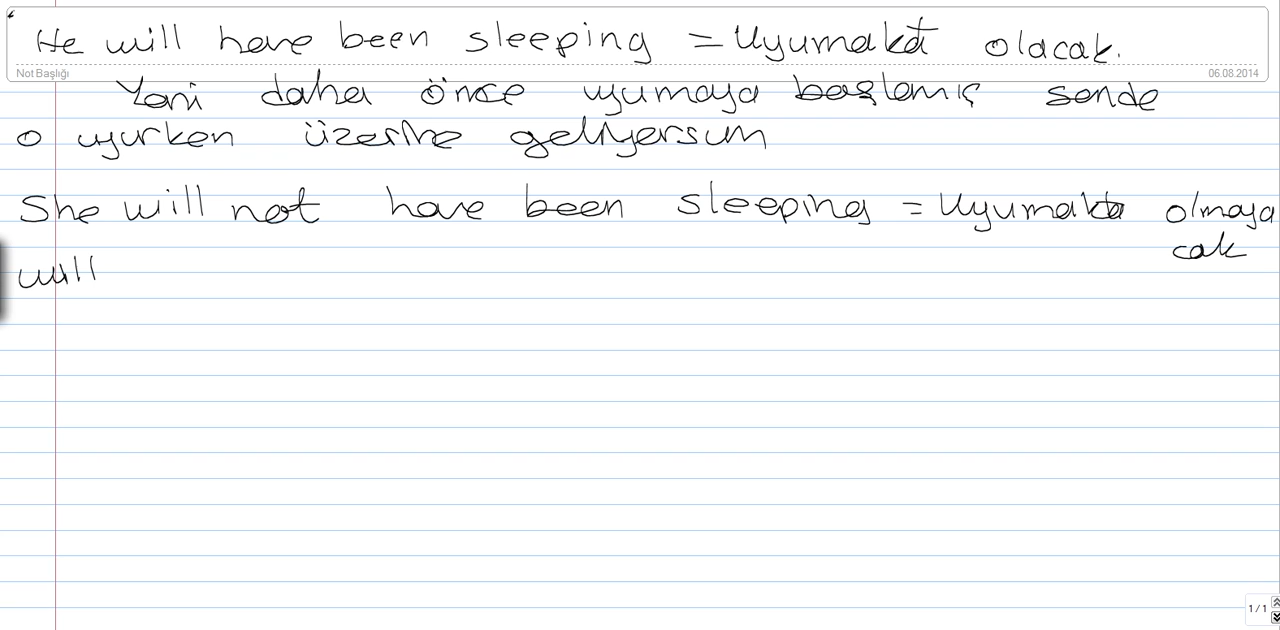 He will have been sleeping = Uyumakta olacak.
Not Başlığı 06.08.2014
Yani daha önce uyumaya başlamış sende
o uyurken üzerine geliyorsun
She will not have been sleeping = Uyumakta olmaya
cak
will
1 / 1